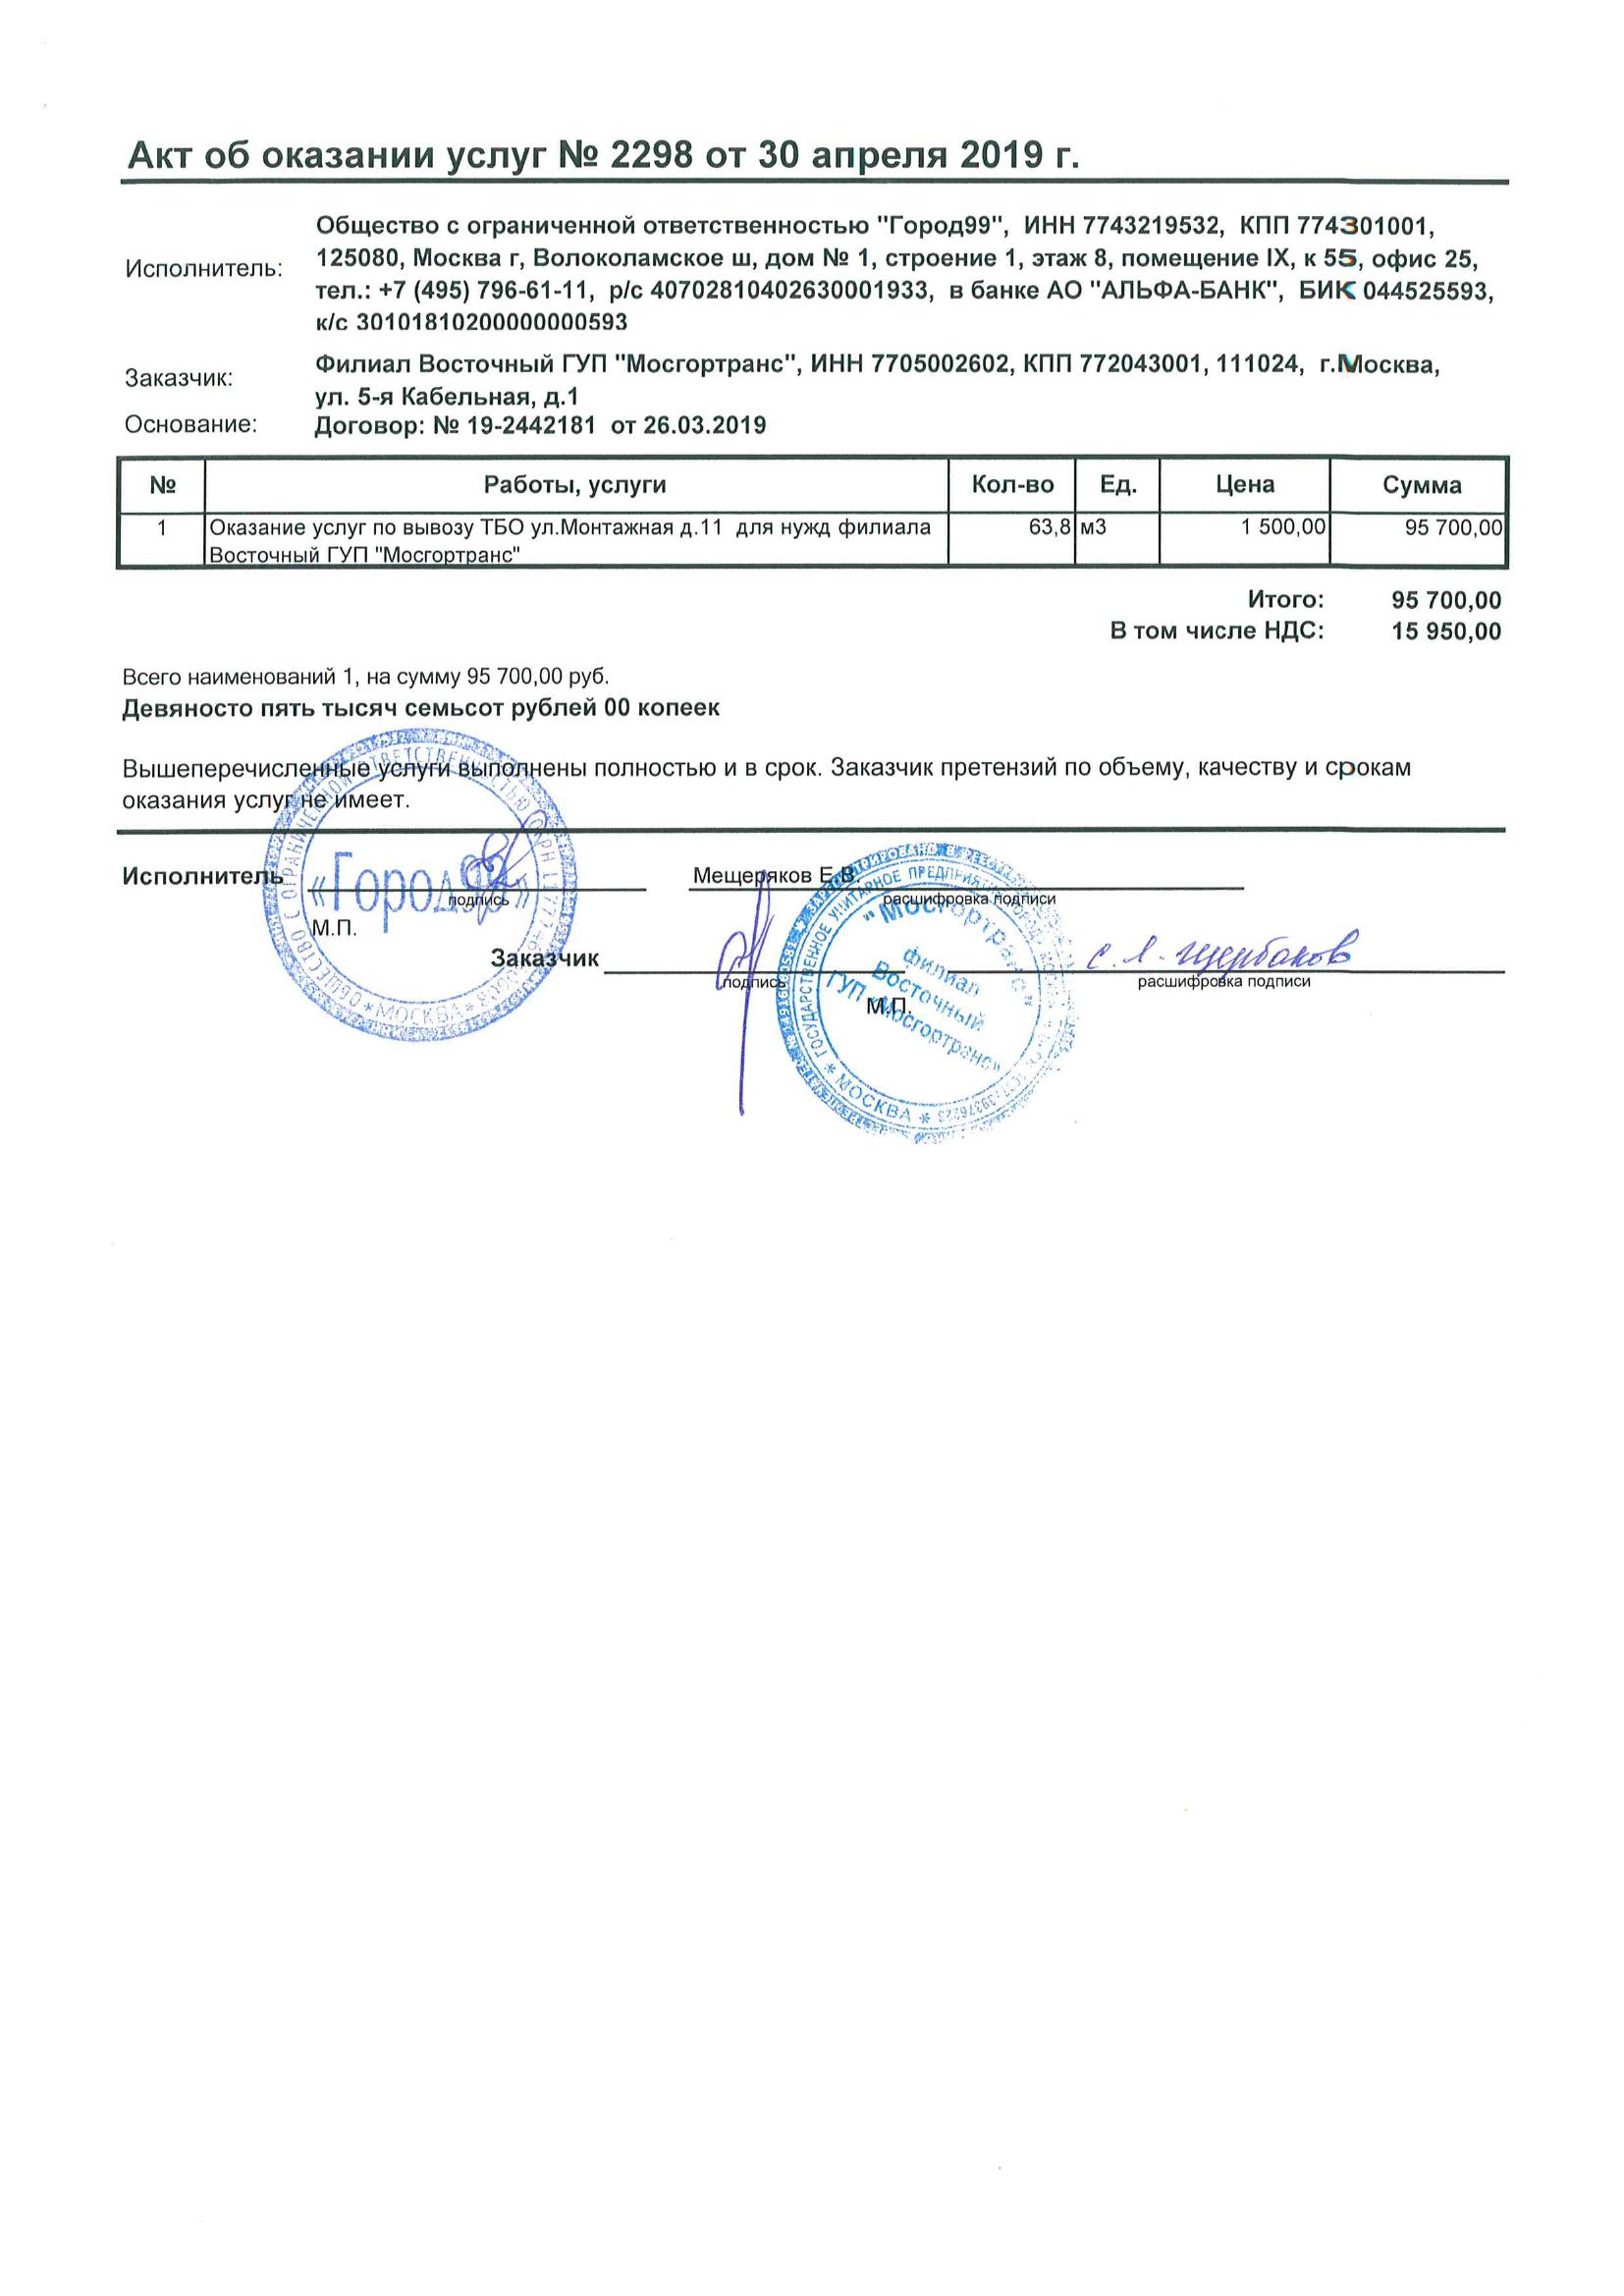 Акт об оказании услуг № 2298 от 30 апреля 2019 г.
Исполнитель:
Общество с ограниченной ответственностью "Город99", ИНН 7743219532, КПП 774301001,
125080, Москва г, Волоколамское ш, дом № 1, строение 1, этаж 8, помещение IX, к 55, офис 25,
тел.: +7 (495) 796-61-11, р/с 40702810402630001933, в банке АО "АЛЬФА-БАНК", БИК 044525593,
к/с 30101810200000000593
Заказчик:
Филиал Восточный ГУП "Мосгортранс", ИНН 7705002602, КПП 772043001, 111024, г.Москва,
ул. 5-я Кабельная, д.1
Основание:
Договор: № 19-2442181 от 26.03.2019
№ Работы, услуги Кол-во Ед. Цена Сумма
1 Оказание услуг по вывозу ТБО ул.Монтажная д.11 для нужд филиала 63,8 м3 1 500,00 95 700,00
Восточный ГУП "Мосгортранс"
Итого: 95 700,00
В том числе НДС: 15 950,00
Всего наименований 1, на сумму 95 700,00 руб.
Девяносто пять тысяч семьсот рублей 00 копеек
Вышеперечисленные услуги выполнены полностью и в срок. Заказчик претензий по объему, качеству и срокам
оказания услуг не имеет.
Исполнитель Мещеряков Е.В.
подпись расшифровка подписи
М.П.
Заказчик С.А. Щербаков
подпись расшифровка подписи
М.П.
ОБЩЕСТВО С ОГРАНИЧЕННОЙ ОТВЕТСТВЕННОСТЬЮ
«Город99»
*МОСКВА*
ГОСУДАРСТВЕННОЕ УНИТАРНОЕ ПРЕДПРИЯТИЕ
"Мосгортранс"
филиал
Восточный
ГУП «Мосгортранс»
* МОСКВА *